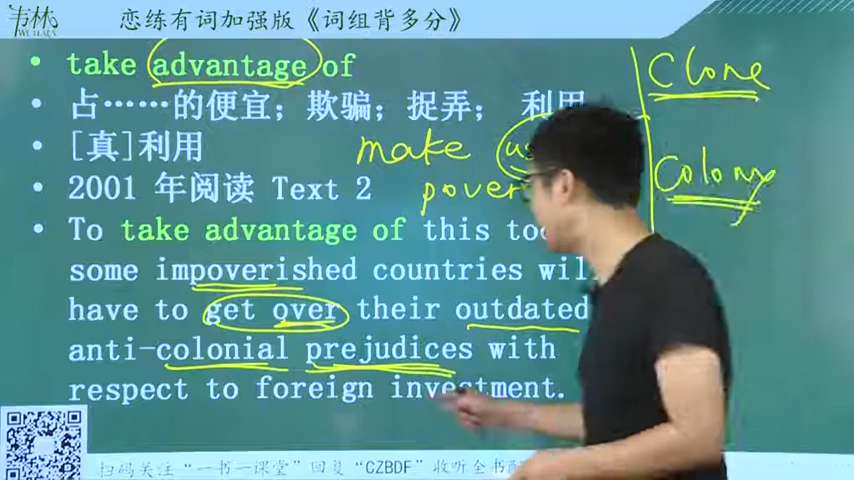 韦林 恋练有词加强版《词组背多分》
WEILIN
• take advantage of
• 占……的便宜；欺骗；捉弄； 利用
• [真]利用
• 2001 年阅读 Text 2
• To take advantage of this
some impoverished countries will
have to get over their outdated
anti-colonial prejudices with
respect to foreign investment.
make
pover
Clone
Colony
扫码关注“一书一课堂”回复“CZBDF”收听全书